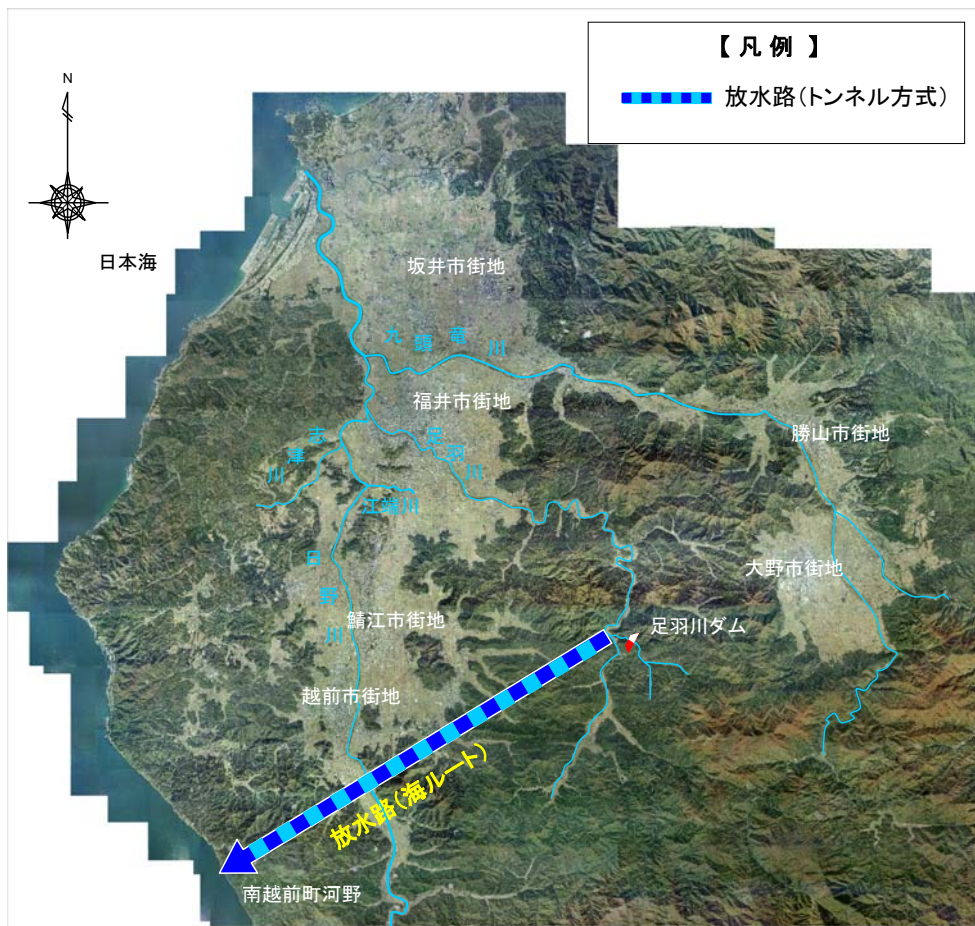 【 凡 例 】
放水路(トンネル方式)
N
日本海
坂井市街地
九頭竜川
福井市街地
足羽川
勝山市街地
志津川
江端川
日野川
大野市街地
鯖江市街地
足羽川ダム
越前市街地
放水路(海ルート)
南越前町河野